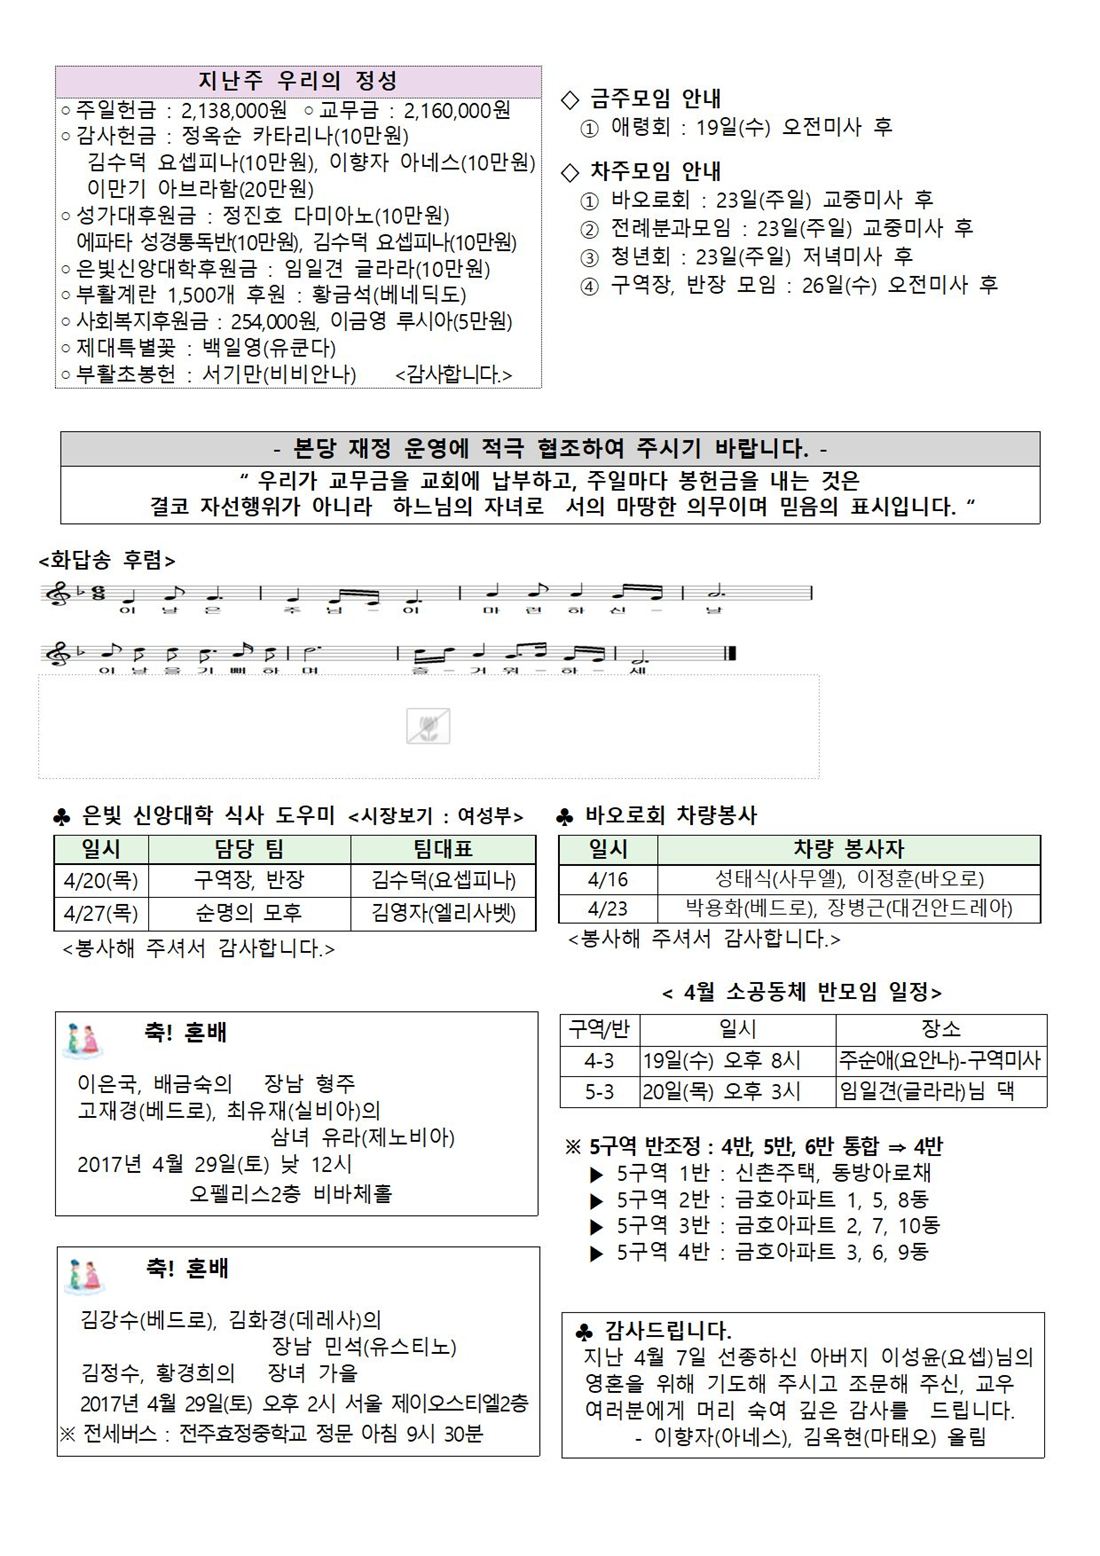 지난주 우리의 정성
○ 주일헌금 : 2,138,000원 ○ 교무금 : 2,160,000원
○ 감사헌금 : 정옥순 카타리나(10만원)
김수덕 요셉피나(10만원), 이향자 아네스(10만원)
이만기 아브라함(20만원)
○ 성가대후원금 : 정진호 다미아노(10만원)
에파타 성경통독반(10만원), 김수덕 요셉피나(10만원)
○ 은빛신앙대학후원금 : 임일견 글라라(10만원)
○ 부활계란 1,500개 후원 : 황금석(베네딕도)
○ 사회복지후원금 : 254,000원, 이금영 루시아(5만원)
○ 제대특별꽃 : 백일영(유쿤다)
○ 부활초봉헌 : 서기만(비비안나) <감사합니다.>
◇ 금주모임 안내
① 애령회 : 19일(수) 오전미사 후
◇ 차주모임 안내
① 바오로회 : 23일(주일) 교중미사 후
② 전례분과모임 : 23일(주일) 교중미사 후
③ 청년회 : 23일(주일) 저녁미사 후
④ 구역장, 반장 모임 : 26일(수) 오전미사 후
- 본당 재정 운영에 적극 협조하여 주시기 바랍니다. -
“ 우리가 교무금을 교회에 납부하고, 주일마다 봉헌금을 내는 것은
결코 자선행위가 아니라 하느님의 자녀로 서의 마땅한 의무이며 믿음의 표시입니다. “
<화답송 후렴>
이 날 은 주 님 - 이 마 련 하 신 - 날
이 날 을 기 뻐 하 며 즐 - 거 워 - 하 - 세
♣ 은빛 신앙대학 식사 도우미 <시장보기 : 여성부>
일시 담당 팀 팀대표
4/20(목) 구역장, 반장 김수덕(요셉피나)
4/27(목) 순명의 모후 김영자(엘리사벳)
<봉사해 주셔서 감사합니다.>
♣ 바오로회 차량봉사
일시 차량 봉사자
4/16 성태식(사무엘), 이정훈(바오로)
4/23 박용화(베드로), 장병근(대건안드레아)
<봉사해 주셔서 감사합니다.>
< 4월 소공동체 반모임 일정>
구역/반 일시 장소
4-3 19일(수) 오후 8시 주순애(요안나)-구역미사
5-3 20일(목) 오후 3시 임일견(글라라)님 댁
※ 5구역 반조정 : 4반, 5반, 6반 통합 ⇒ 4반
▶ 5구역 1반 : 신촌주택, 동방아로채
▶ 5구역 2반 : 금호아파트 1, 5, 8동
▶ 5구역 3반 : 금호아파트 2, 7, 10동
▶ 5구역 4반 : 금호아파트 3, 6, 9동
축! 혼배
이은국, 배금숙의 장남 형주
고재경(베드로), 최유재(실비아)의
삼녀 유라(제노비아)
2017년 4월 29일(토) 낮 12시
오펠리스2층 비바체홀
축! 혼배
김강수(베드로), 김화경(데레사)의
장남 민석(유스티노)
김정수, 황경희의 장녀 가을
2017년 4월 29일(토) 오후 2시 서울 제이오스티엘2층
※ 전세버스 : 전주효정중학교 정문 아침 9시 30분
♣ 감사드립니다.
지난 4월 7일 선종하신 아버지 이성윤(요셉)님의
영혼을 위해 기도해 주시고 조문해 주신, 교우
여러분에게 머리 숙여 깊은 감사를 드립니다.
- 이향자(아네스), 김옥현(마태오) 올림